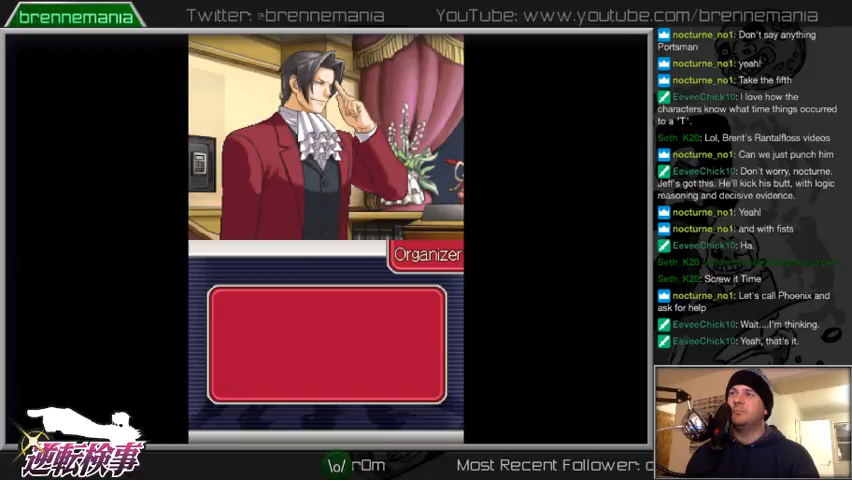 brennemania
Twitter: @brennemania
YouTube: www.youtube.com/brennemania
nocturne_no1: Don't say anything
Portsman
nocturne_no1: yeah!
nocturne_no1: Take the fifth
EeveeChick10: I love how the
characters know what time things occurred
to a "T".
Seth_K20: Lol, Brent's Rantalfloss videos
nocturne_no1: Can we just punch him
EeveeChick10: Don't worry, nocturne.
Jeff's got this. He'll kick his butt, with logic
reasoning and decisive evidence.
nocturne_no1: Yeah!
nocturne_no1: and with fists
EeveeChick10: Ha.
Seth_K20:
Seth_K20: Screw it Time
nocturne_no1: Let's call Phoenix and
ask for help
EeveeChick10: Wait....I'm thinking.
EeveeChick10: Yeah, that's it.
Organizer
逆転検事
\o/
r0m
Most Recent Follower: